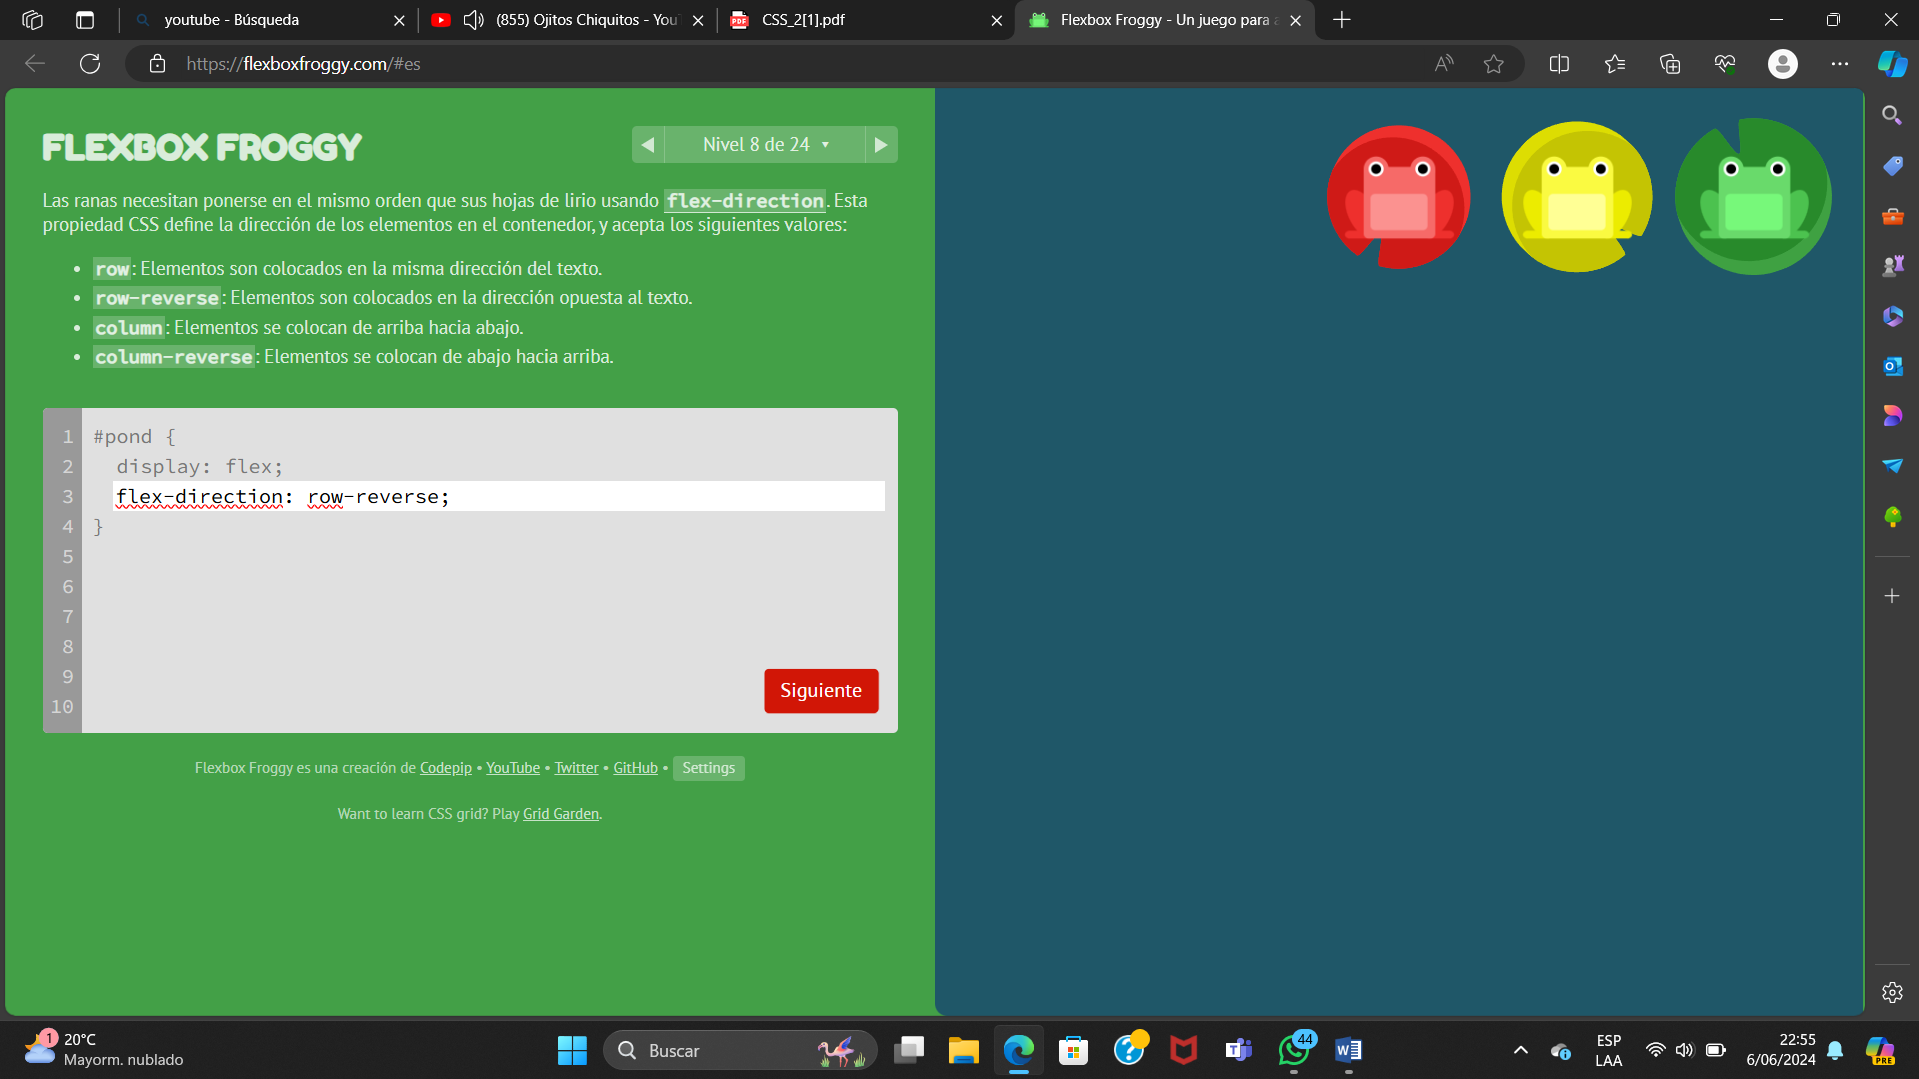 youtube - Búsqueda
(855) Ojitos Chiquitos - You
PDF
CSS_2[1].pdf
Flexbox Froggy - Un juego para a
https://flexboxfroggy.com/#es
FLEXBOX FROGGY
Nivel 8 de 24
Las ranas necesitan ponerse en el mismo orden que sus hojas de lirio usando flex-direction. Esta
propiedad CSS define la dirección de los elementos en el contenedor, y acepta los siguientes valores:
• row: Elementos son colocados en la misma dirección del texto.
• row-reverse: Elementos son colocados en la dirección opuesta al texto.
• column: Elementos se colocan de arriba hacia abajo.
• column-reverse: Elementos se colocan de abajo hacia arriba.
1 #pond {
2 display: flex;
3 flex-direction: row-reverse;
4 }
5
6
7
8
9
10
Siguiente
Flexbox Froggy es una creación de Codepip • YouTube • Twitter • GitHub • Settings
Want to learn CSS grid? Play Grid Garden.
1
20°C
Mayorm. nublado
Buscar
44
ESP
LAA
22:55
6/06/2024
PRE